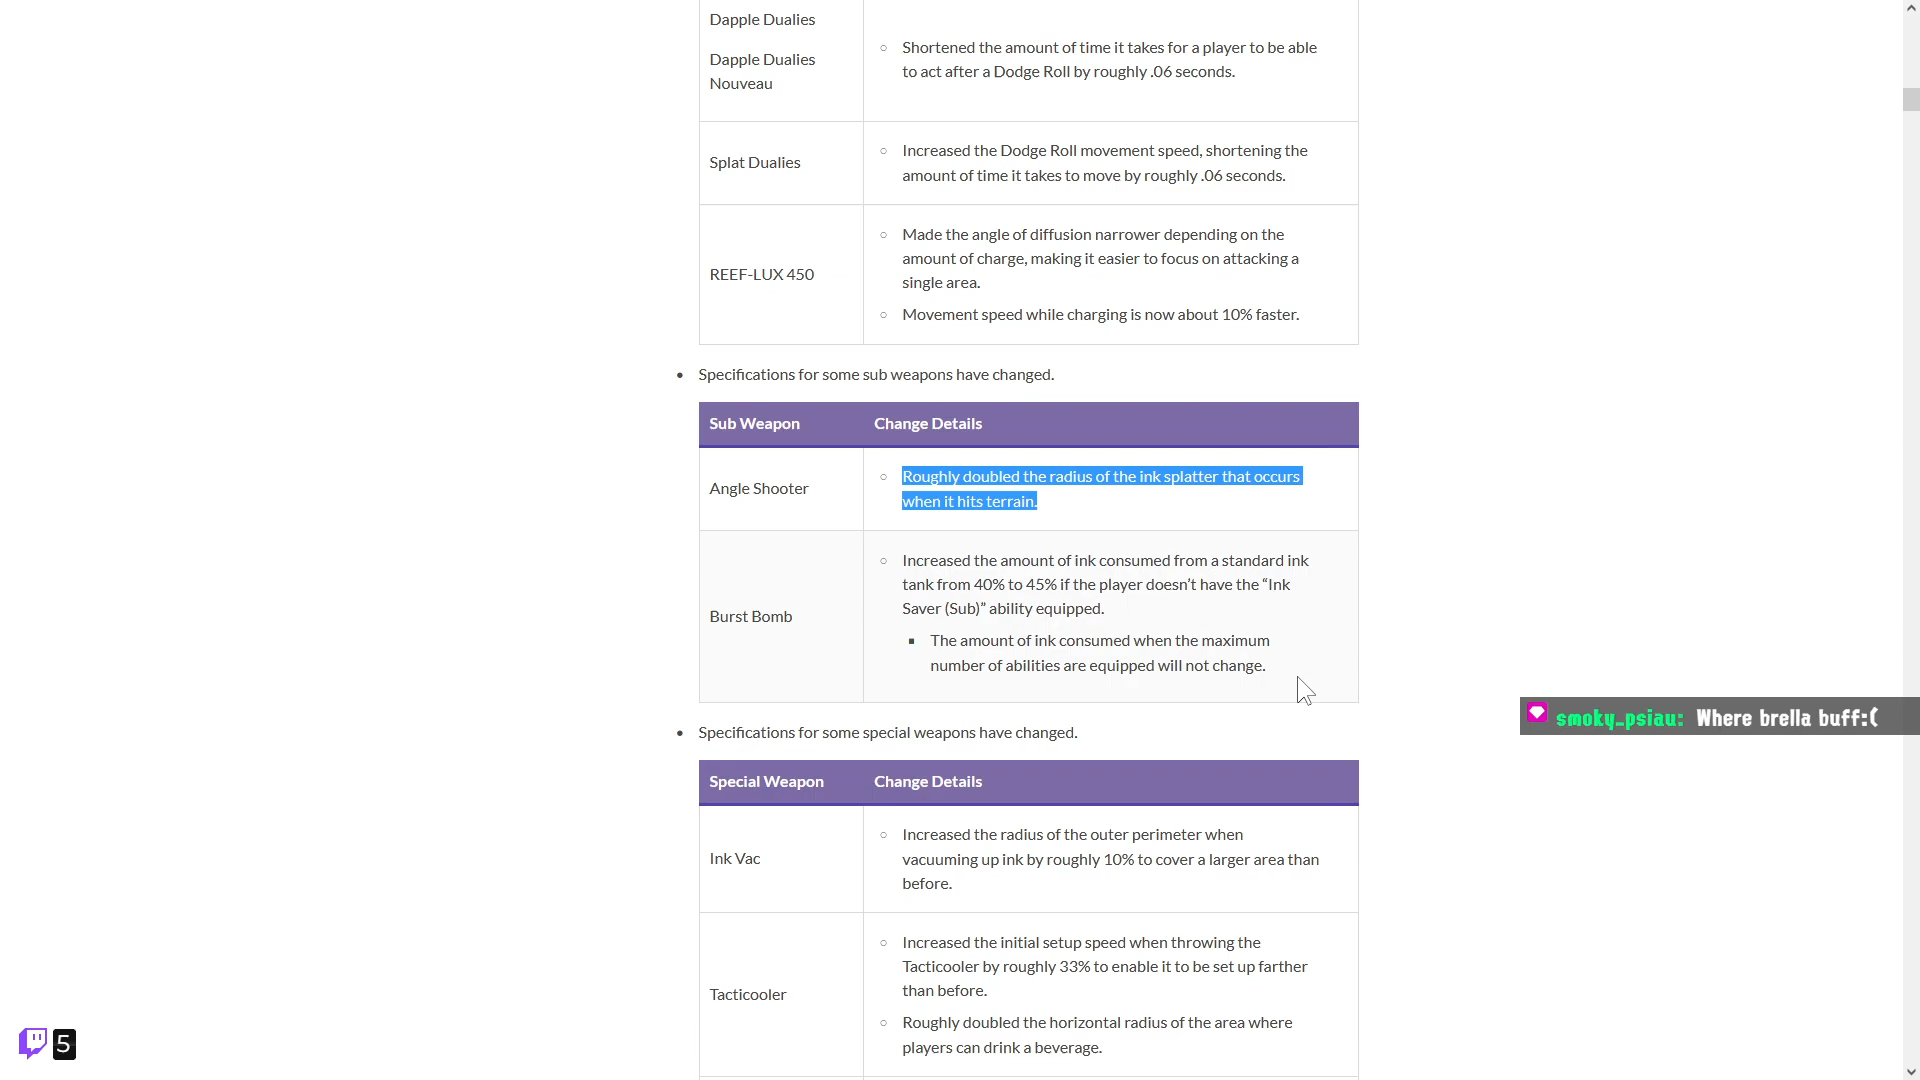 Dapple Dualies
Dapple Dualies
Nouveau
Shortened the amount of time it takes for a player to be able
to act after a Dodge Roll by roughly .06 seconds.
Splat Dualies
Increased the Dodge Roll movement speed, shortening the
amount of time it takes to move by roughly .06 seconds.
REEF-LUX 450
Made the angle of diffusion narrower depending on the
amount of charge, making it easier to focus on attacking a
single area.
Movement speed while charging is now about 10% faster.
Specifications for some sub weapons have changed.
Sub Weapon Change Details
Angle Shooter
Roughly doubled the radius of the ink splatter that occurs
when it hits terrain.
Burst Bomb
Increased the amount of ink consumed from a standard ink
tank from 40% to 45% if the player doesn’t have the “Ink
Saver (Sub)” ability equipped.
The amount of ink consumed when the maximum
number of abilities are equipped will not change.
smoky_psiau: Where brella buff:(
Specifications for some special weapons have changed.
Special Weapon Change Details
Ink Vac
Increased the radius of the outer perimeter when
vacuuming up ink by roughly 10% to cover a larger area than
before.
Tacticooler
Increased the initial setup speed when throwing the
Tacticooler by roughly 33% to enable it to be set up farther
than before.
Roughly doubled the horizontal radius of the area where
players can drink a beverage.
5